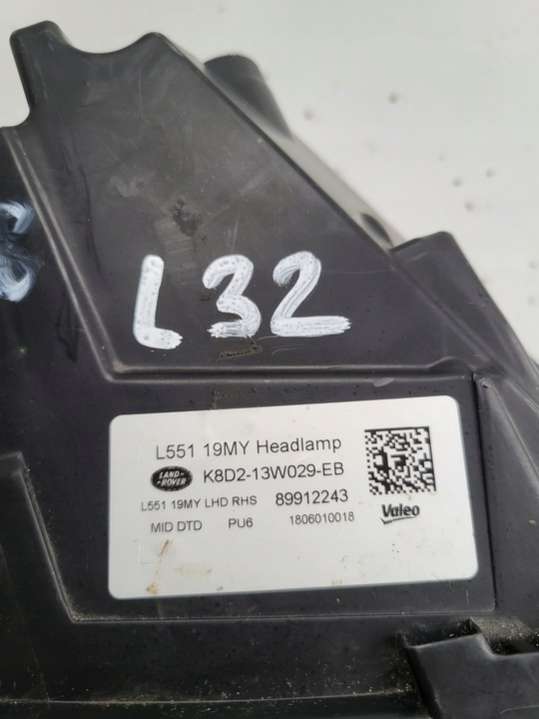 L32
L551 19MY Headlamp
LAND-ROVER K8D2-13W029-EB
L551 19MY LHD RHS 89912243
MID DTD PU6 1806010018
Valeo